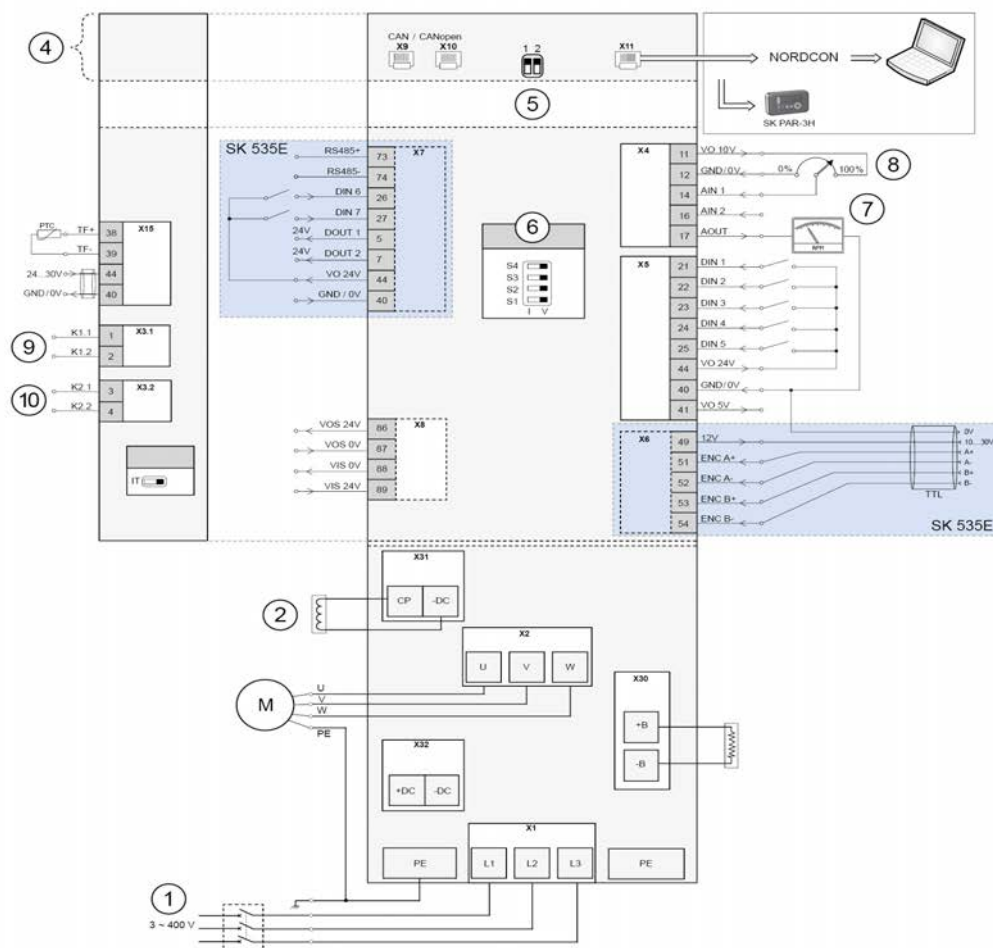 4
CAN / CANopen
X9 X10
1 2
X11
NORDCON
SK PAR-3H
5
SK 535E
RS485+ 73 X7
RS485- 74
DIN 6 26
DIN 7 27
24V DOUT 1 5
24V DOUT 2 7
VO 24V 44
GND / 0V 40
X4 11 VO 10V
12 GND/0V 0% 100% 8
14 AIN 1
16 AIN 2
17 AOUT
7
RPM
PTC TF+ 38 X15
TF- 39
24...30V 44
GND/0V 40
6
S4
S3
S2
S1
I V
X5 21 DIN 1
22 DIN 2
23 DIN 3
24 DIN 4
25 DIN 5
44 VO 24V
40 GND/0V
41 VO 5V
9
K1.1 1 X3.1
K1.2 2
10
K2.1 3 X3.2
K2.2 4
IT
VOS 24V 86 X8
VOS 0V 87
VIS 0V 88
VIS 24V 89
X6 49 12V
51 ENC A+
52 ENC A-
53 ENC B+
54 ENC B-
0V
10...30V
A+
A-
B+
B-
TTL
SK 535E
X31
CP -DC
2
X2
U V W
M
U
V
W
PE
X30
+B
-B
X32
+DC -DC
X1
PE L1 L2 L3 PE
1
3 ~ 400 V